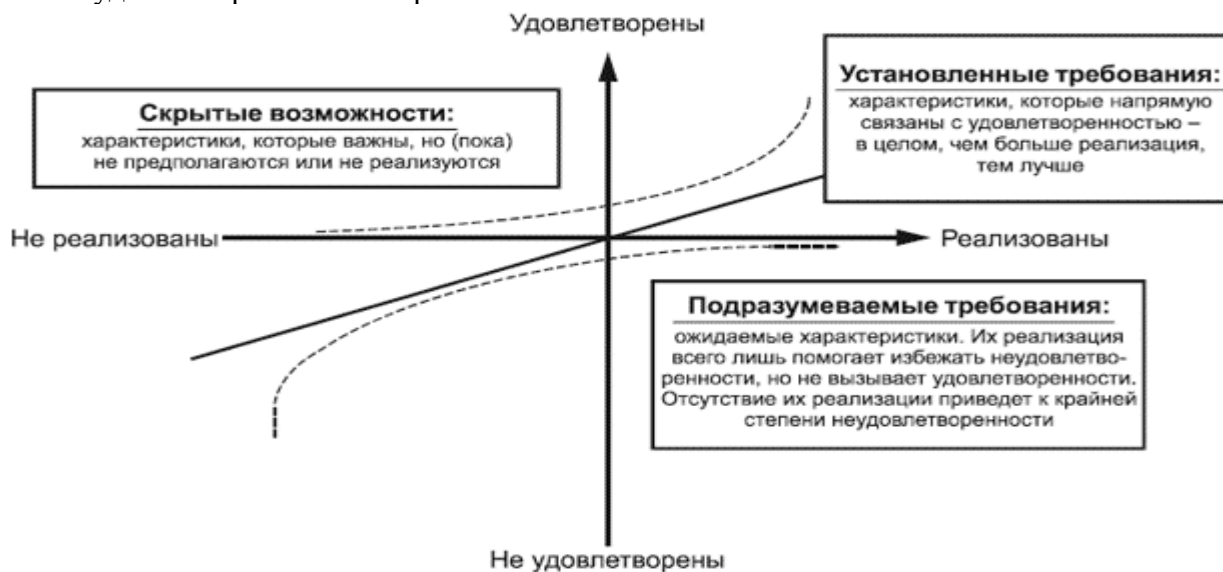 Удовлетворены
Установленные требования:
характеристики, которые напрямую
связаны с удовлетворенностью –
в целом, чем больше реализация,
тем лучше
Скрытые возможности:
характеристики, которые важны, но (пока)
не предполагаются или не реализуются
Не реализованы
Реализованы
Подразумеваемые требования:
ожидаемые характеристики. Их реализация
всего лишь помогает избежать неудовлетво-
ренности, но не вызывает удовлетворенности.
Отсутствие их реализации приведет к крайней
степени неудовлетворенности
Не удовлетворены